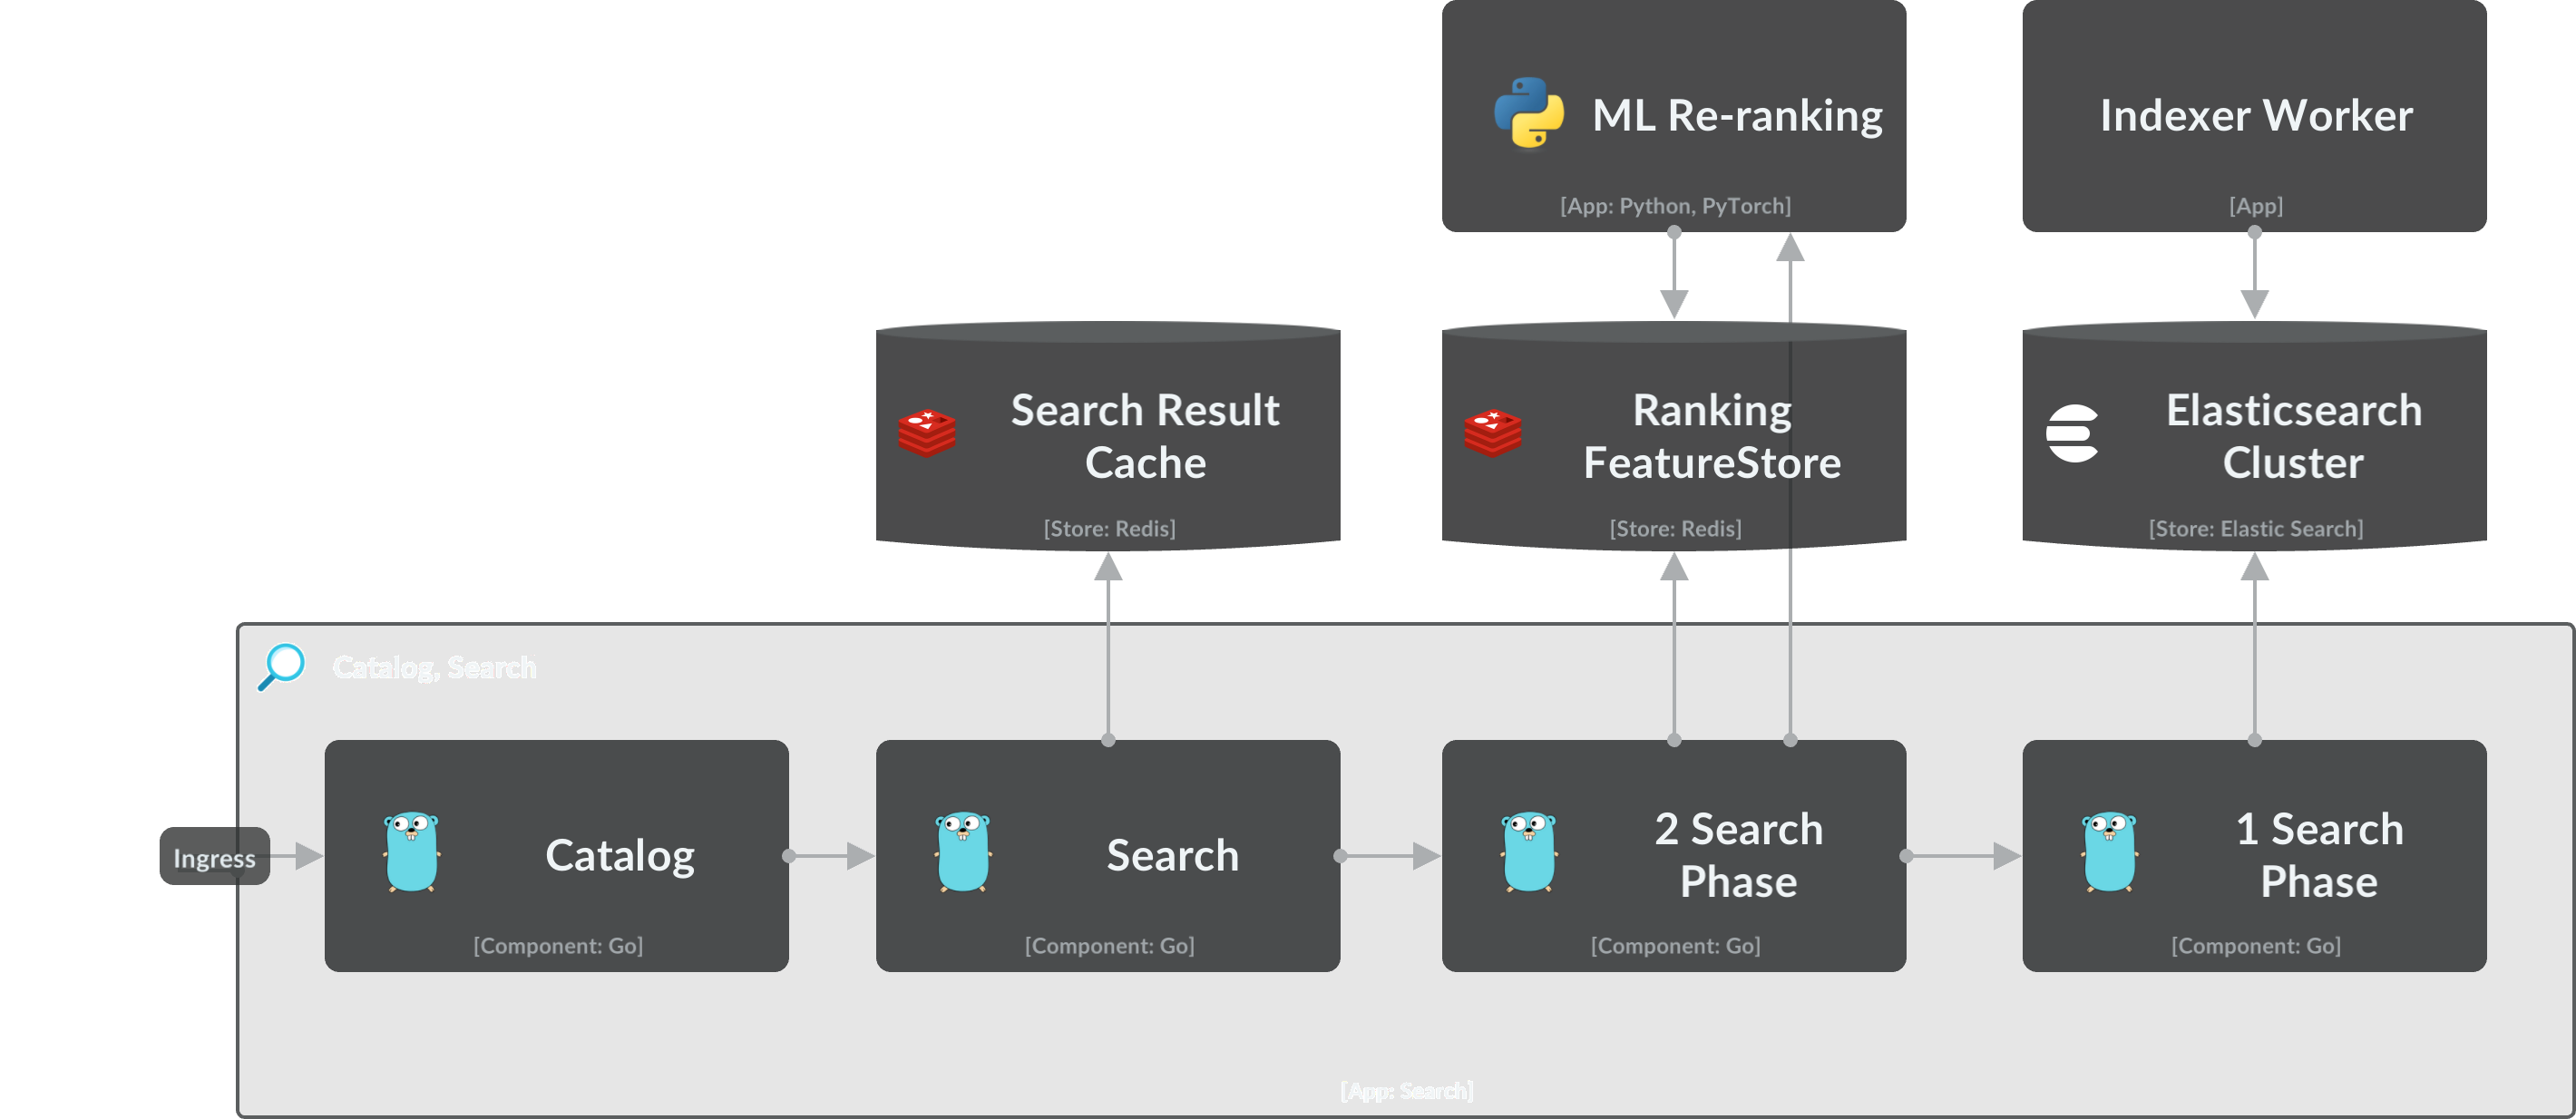 ML Re-ranking
[App: Python, PyTorch]
Indexer Worker
[App]
Search Result
Cache
[Store: Redis]
Ranking
FeatureStore
[Store: Redis]
Elasticsearch
Cluster
[Store: Elastic Search]
Catalog, Search
Ingress
Catalog
[Component: Go]
Search
[Component: Go]
2 Search
Phase
[Component: Go]
1 Search
Phase
[Component: Go]
[App: Search]